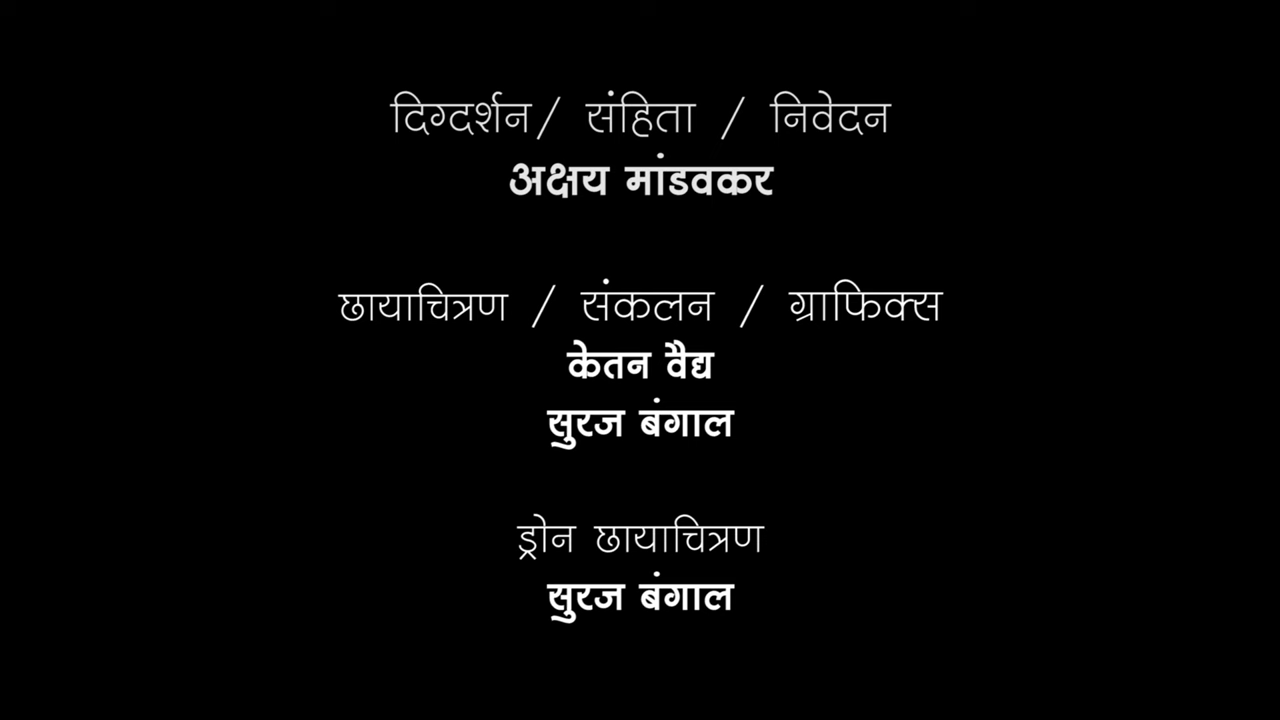 दिग्दर्शन/ संहिता / निवेदन
अक्षय मांडवकर
छायाचित्रण / संकलन / ग्राफिक्स
केतन वैद्य
सुरज बंगाल
ड्रोन छायाचित्रण
सुरज बंगाल